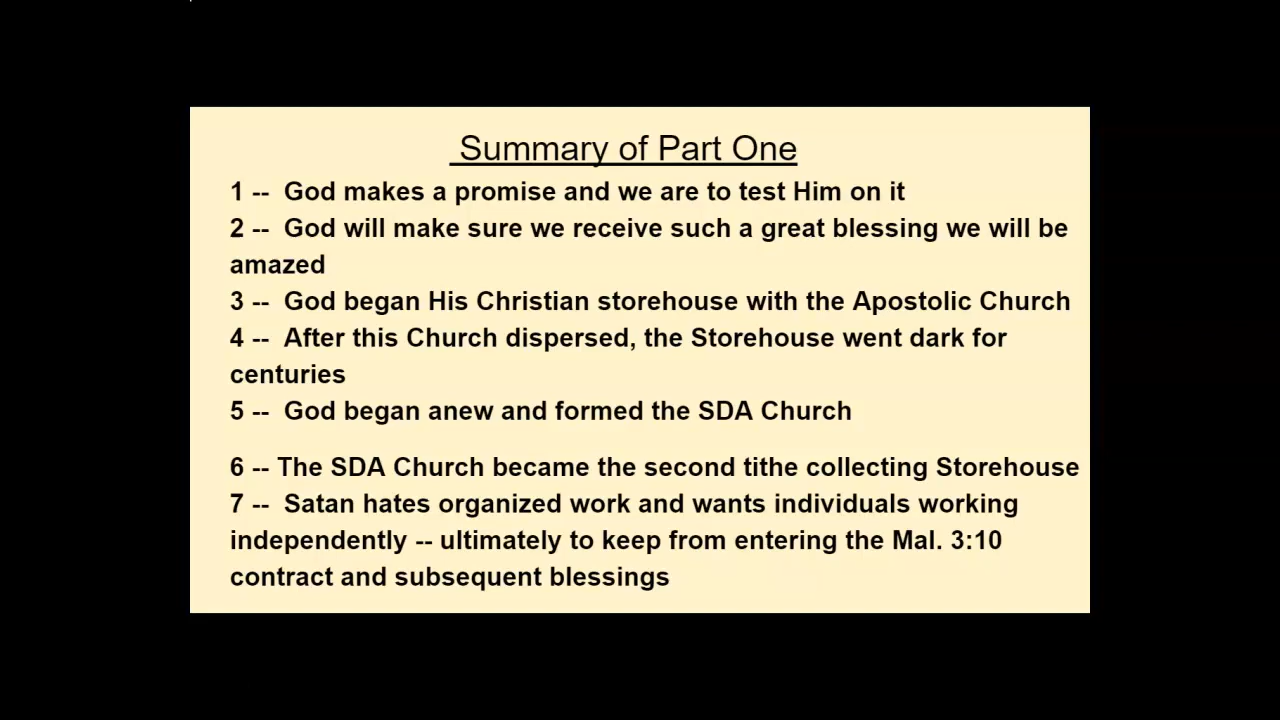 Summary of Part One
1 --  God makes a promise and we are to test Him on it
2 --  God will make sure we receive such a great blessing we will be
amazed
3 --  God began His Christian storehouse with the Apostolic Church
4 --  After this Church dispersed, the Storehouse went dark for
centuries
5 --  God began anew and formed the SDA Church
6 -- The SDA Church became the second tithe collecting Storehouse
7 --  Satan hates organized work and wants individuals working
independently -- ultimately to keep from entering the Mal. 3:10
contract and subsequent blessings